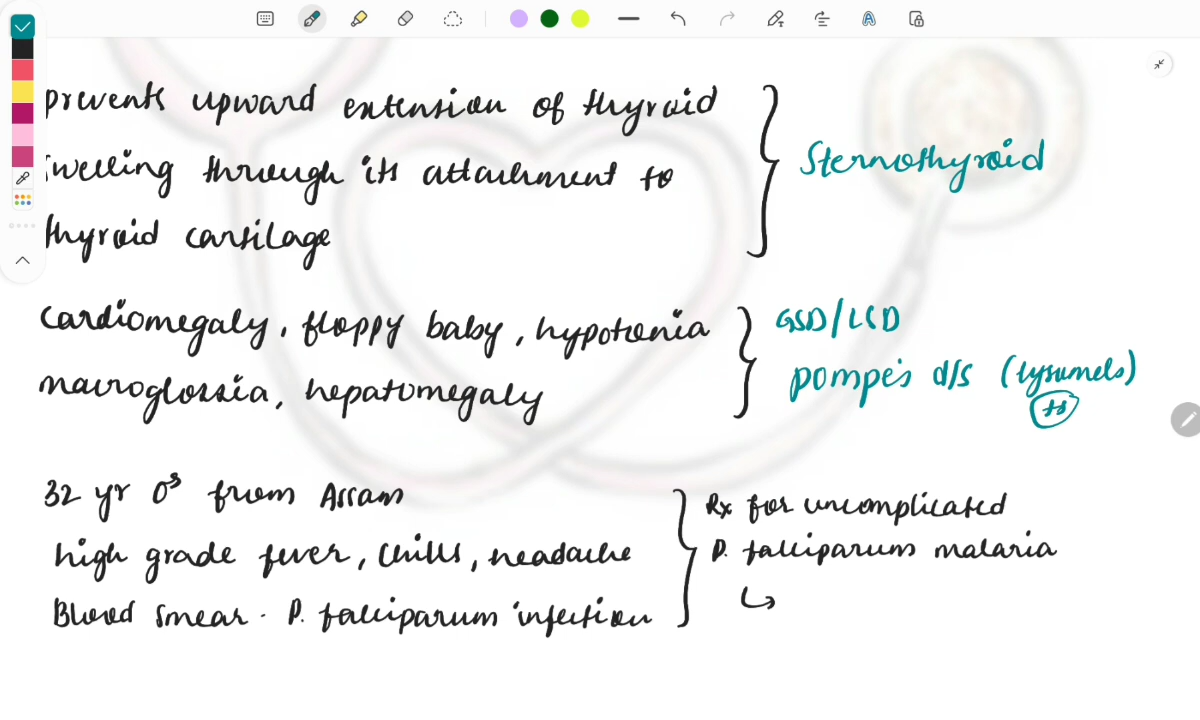 prevents upward extension of thyroid
swelling through its attachment to
thyroid cartilage
Sternothyroid
cardiomegaly, floppy baby, hypotonia
macroglossia, hepatomegaly
GSD/LSD
pompe's d/s (lysumels)
32 yr from Assam
high grade fever, chills, headache
Blood smear - P. falciparum infection
Rx for uncomplicated
P. falciparum malaria
↳